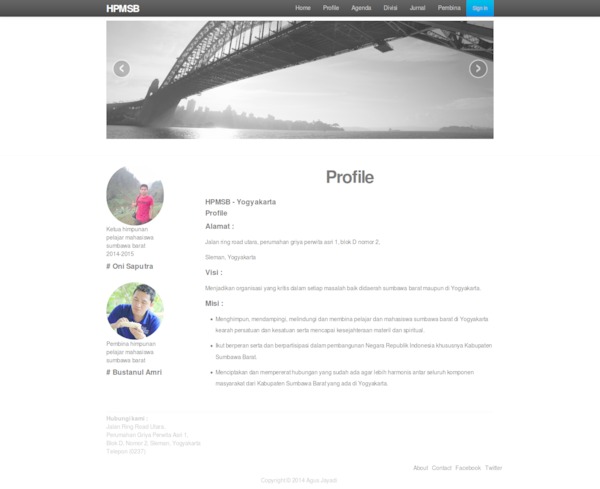 HPMSB
Home Profile Agenda Divisi Jurnal Pembina Sign in
Profile
Ketua himpunan
pelajar mahasiswa
sumbawa barat
2014-2015
# Oni Saputra
Pembina himpunan
pelajar mahasiswa
sumbawa barat
# Bustanul Amri
HPMSB - Yogyakarta
Profile
Alamat :
Jalan ring road utara, perumahan griya perwita asri 1, blok D nomor 2,
Sleman, Yogyakarta
Visi :
Menjadikan organisasi yang kritis dalam setiap masalah baik didaerah sumbawa barat maupun di Yogyakarta.
Misi :
Menghimpun, mendampingi, melindungi dan membina pelajar dan mahasiswa sumbawa barat di Yogyakarta
kearah persatuan dan kesatuan serta mencapai kesejahteraan materil dan spiritual.
Ikut berperan serta dan berpartisipasi dalam pembangunan Negara Republik Indonesia khususnya Kabupaten
Sumbawa Barat.
Menciptakan dan mempererat hubungan yang sudah ada agar lebih harmonis antar seluruh komponen
masyarakat dari Kabupaten Sumbawa Barat yang ada di Yogyakarta.
Hubungi kami :
Jalan Ring Road Utara,
Perumahan Griya Perwita Asri 1,
Blok D, Nomor 2, Sleman, Yogyakarta
Telepon (0237)
About Contact Facebook Twitter
Copyright © 2014 Agus Jayadi